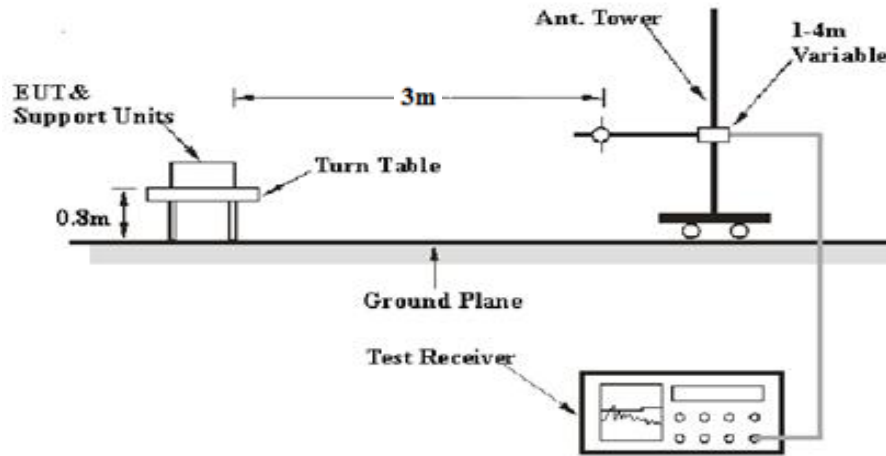 Ant. Tower
1-4m
Variable
EUT&
Support Units
3m
Turn Table
0.8m
Ground Plane
Test Receiver